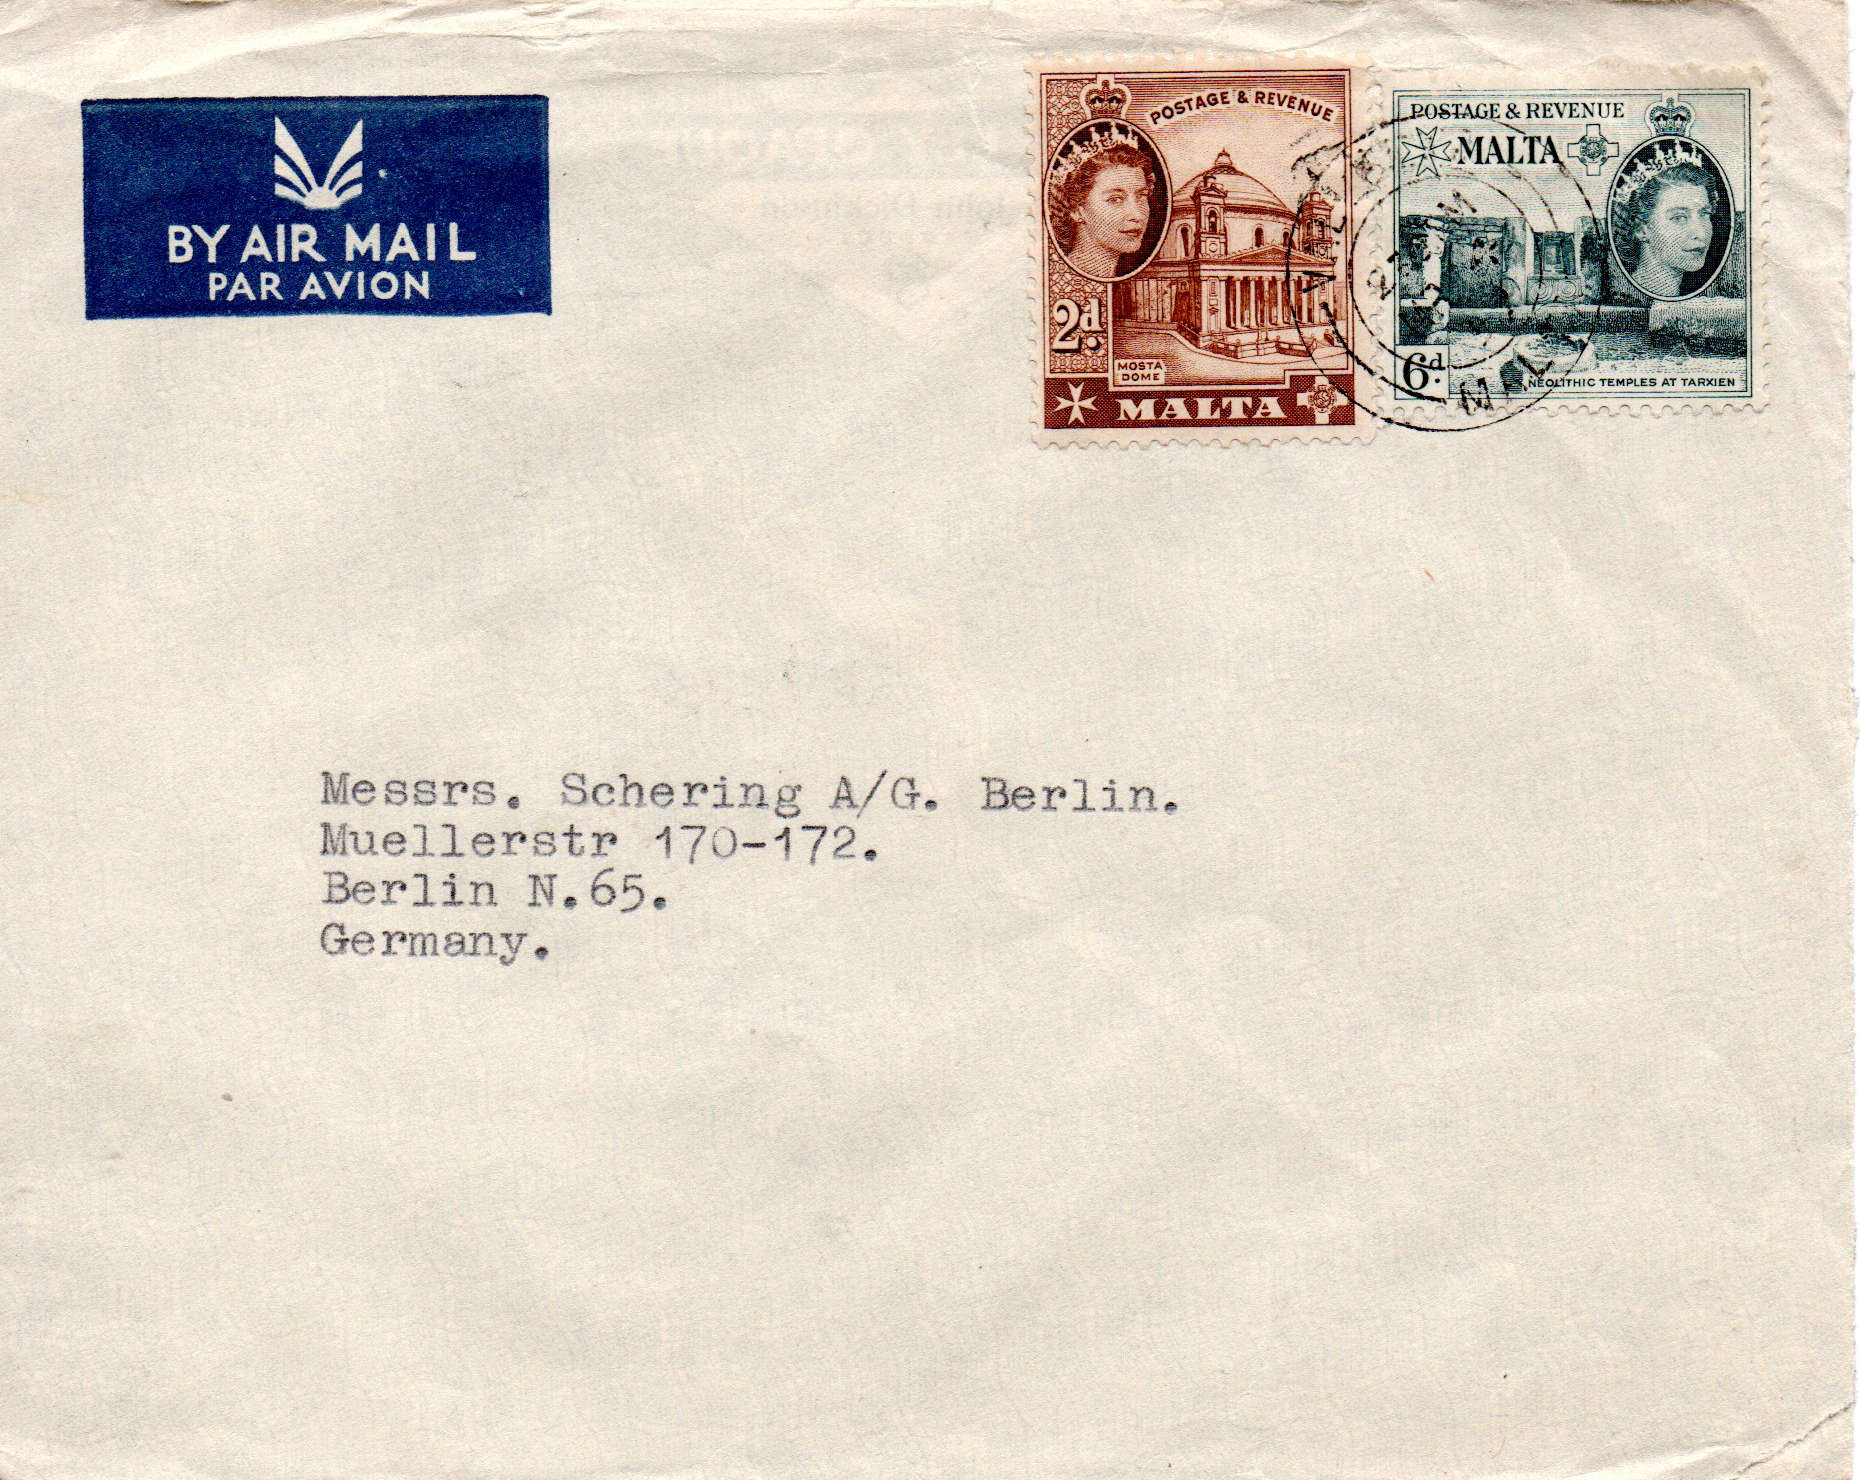 BY AIR MAIL
PAR AVION
POSTAGE & REVENUE
2d.
MOSTA
DOME
MALTA
POSTAGE & REVENUE
MALTA
6d.
NEOLITHIC TEMPLES AT TARXIEN
MALTA
Messrs. Schering A/G. Berlin.
Muellerstr 170-172.
Berlin N.65.
Germany.